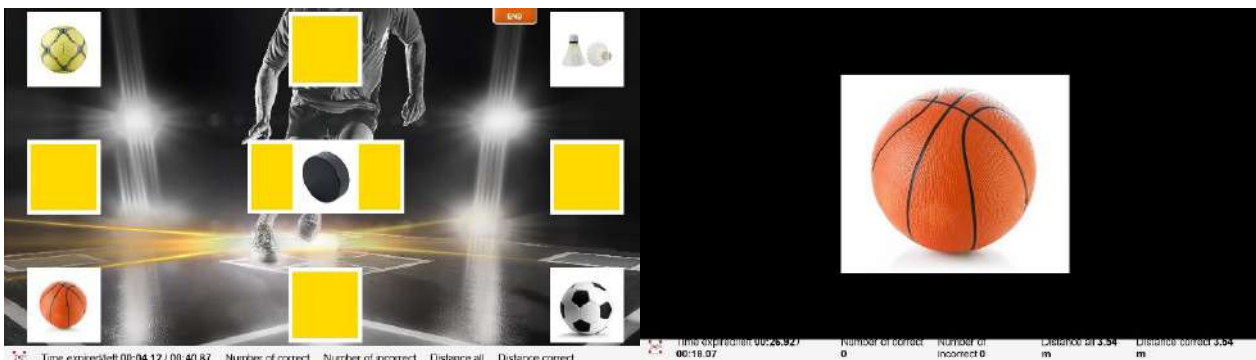 END
Time expired/left 00:04.12 / 00:40.87 Number of correct Number of incorrect Distance all Distance correct
Time expired/left 00:26.927
00:18.07
Number of correct
0
Number of
incorrect 0
Distance all 3.54
m
Distance correct 3.54
m